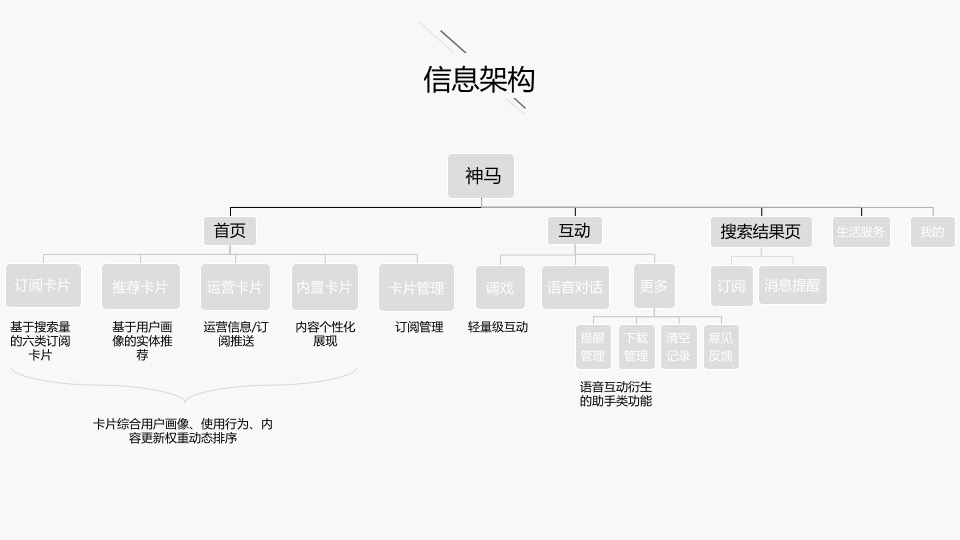 信息架构
神马
首页
互动
搜索结果页
生活服务
我的
订阅卡片
推荐卡片
运营卡片
内置卡片
卡片管理
调戏
语音对话
更多
订阅
消息提醒
基于搜索量
的六类订阅
卡片
基于用户画
像的实体推
荐
运营信息/订
阅推送
内容个性化
展现
订阅管理
轻量级互动
提醒
管理
下载
管理
清空
记录
意见
反馈
语音互动衍生
的助手类功能
卡片综合用户画像、使用行为、内
容更新权重动态排序